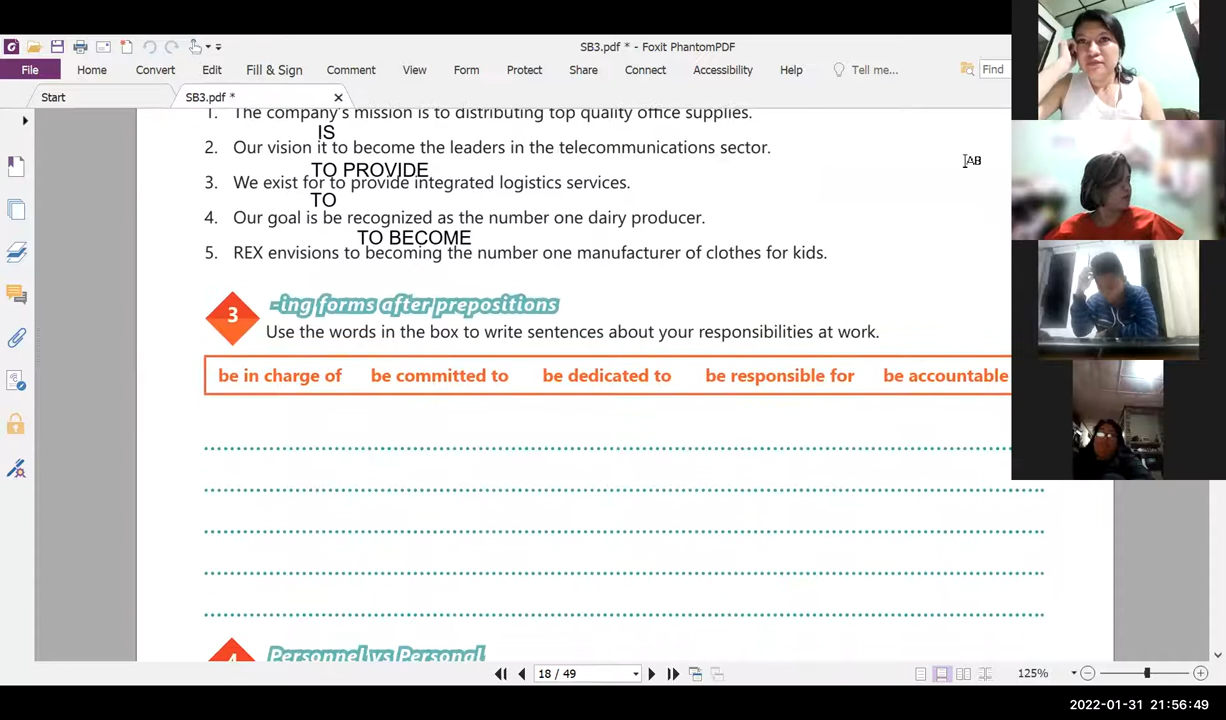 SB3.pdf * - Foxit PhantomPDF
File Home Convert Edit Fill & Sign Comment View Form Protect Share Connect Accessibility Help Tell me... Find
Start SB3.pdf *
1. The company's mission is to distributing top quality office supplies.
IS
2. Our vision it to become the leaders in the telecommunications sector.
TO PROVIDE
3. We exist for to provide integrated logistics services.
TO
4. Our goal is be recognized as the number one dairy producer.
TO BECOME
5. REX envisions to becoming the number one manufacturer of clothes for kids.
3 -ing forms after prepositions
Use the words in the box to write sentences about your responsibilities at work.
be in charge of be committed to be dedicated to be responsible for be accountable
4 Personnel vs Personal
18 / 49 125%
2022-01-31 21:56:49